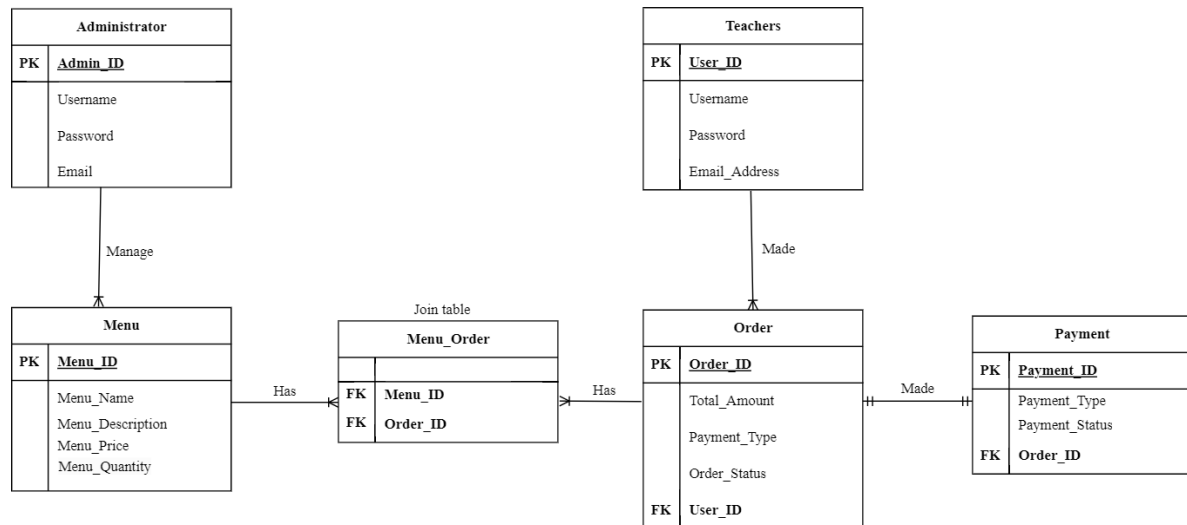 Administrator
PK Admin_ID
Username
Password
Email
Manage
Menu
PK Menu_ID
Menu_Name
Menu_Description
Menu_Price
Menu_Quantity
Has
Join table
Menu_Order
FK Menu_ID
FK Order_ID
Has
Teachers
PK User_ID
Username
Password
Email_Address
Made
Order
PK Order_ID
Total_Amount
Payment_Type
Order_Status
FK User_ID
Made
Payment
PK Payment_ID
Payment_Type
Payment_Status
FK Order_ID